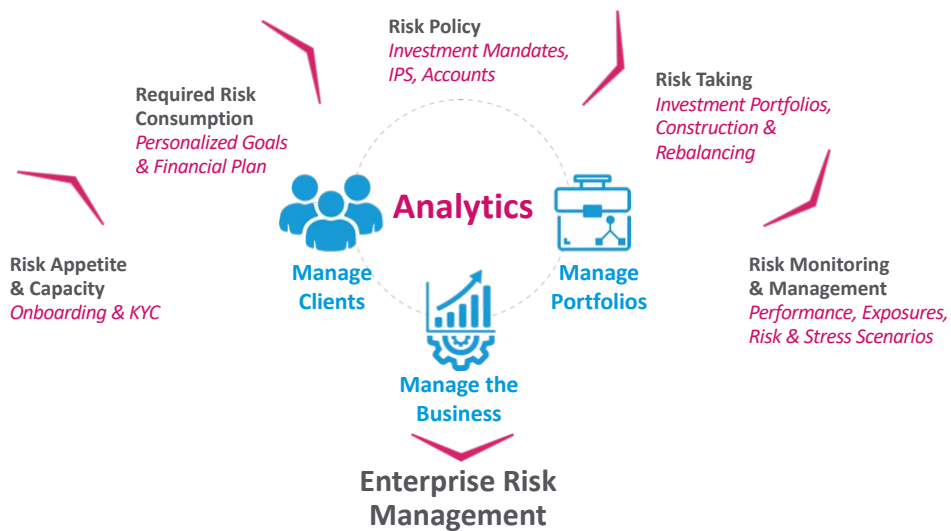 Risk Policy
Investment Mandates,
IPS, Accounts
Required Risk
Consumption
Personalized Goals
& Financial Plan
Risk Taking
Investment Portfolios,
Construction &
Rebalancing
Risk Appetite
& Capacity
Onboarding & KYC
Analytics
Manage
Clients
Manage
Portfolios
Manage the
Business
Risk Monitoring
& Management
Performance, Exposures,
Risk & Stress Scenarios
Enterprise Risk
Management